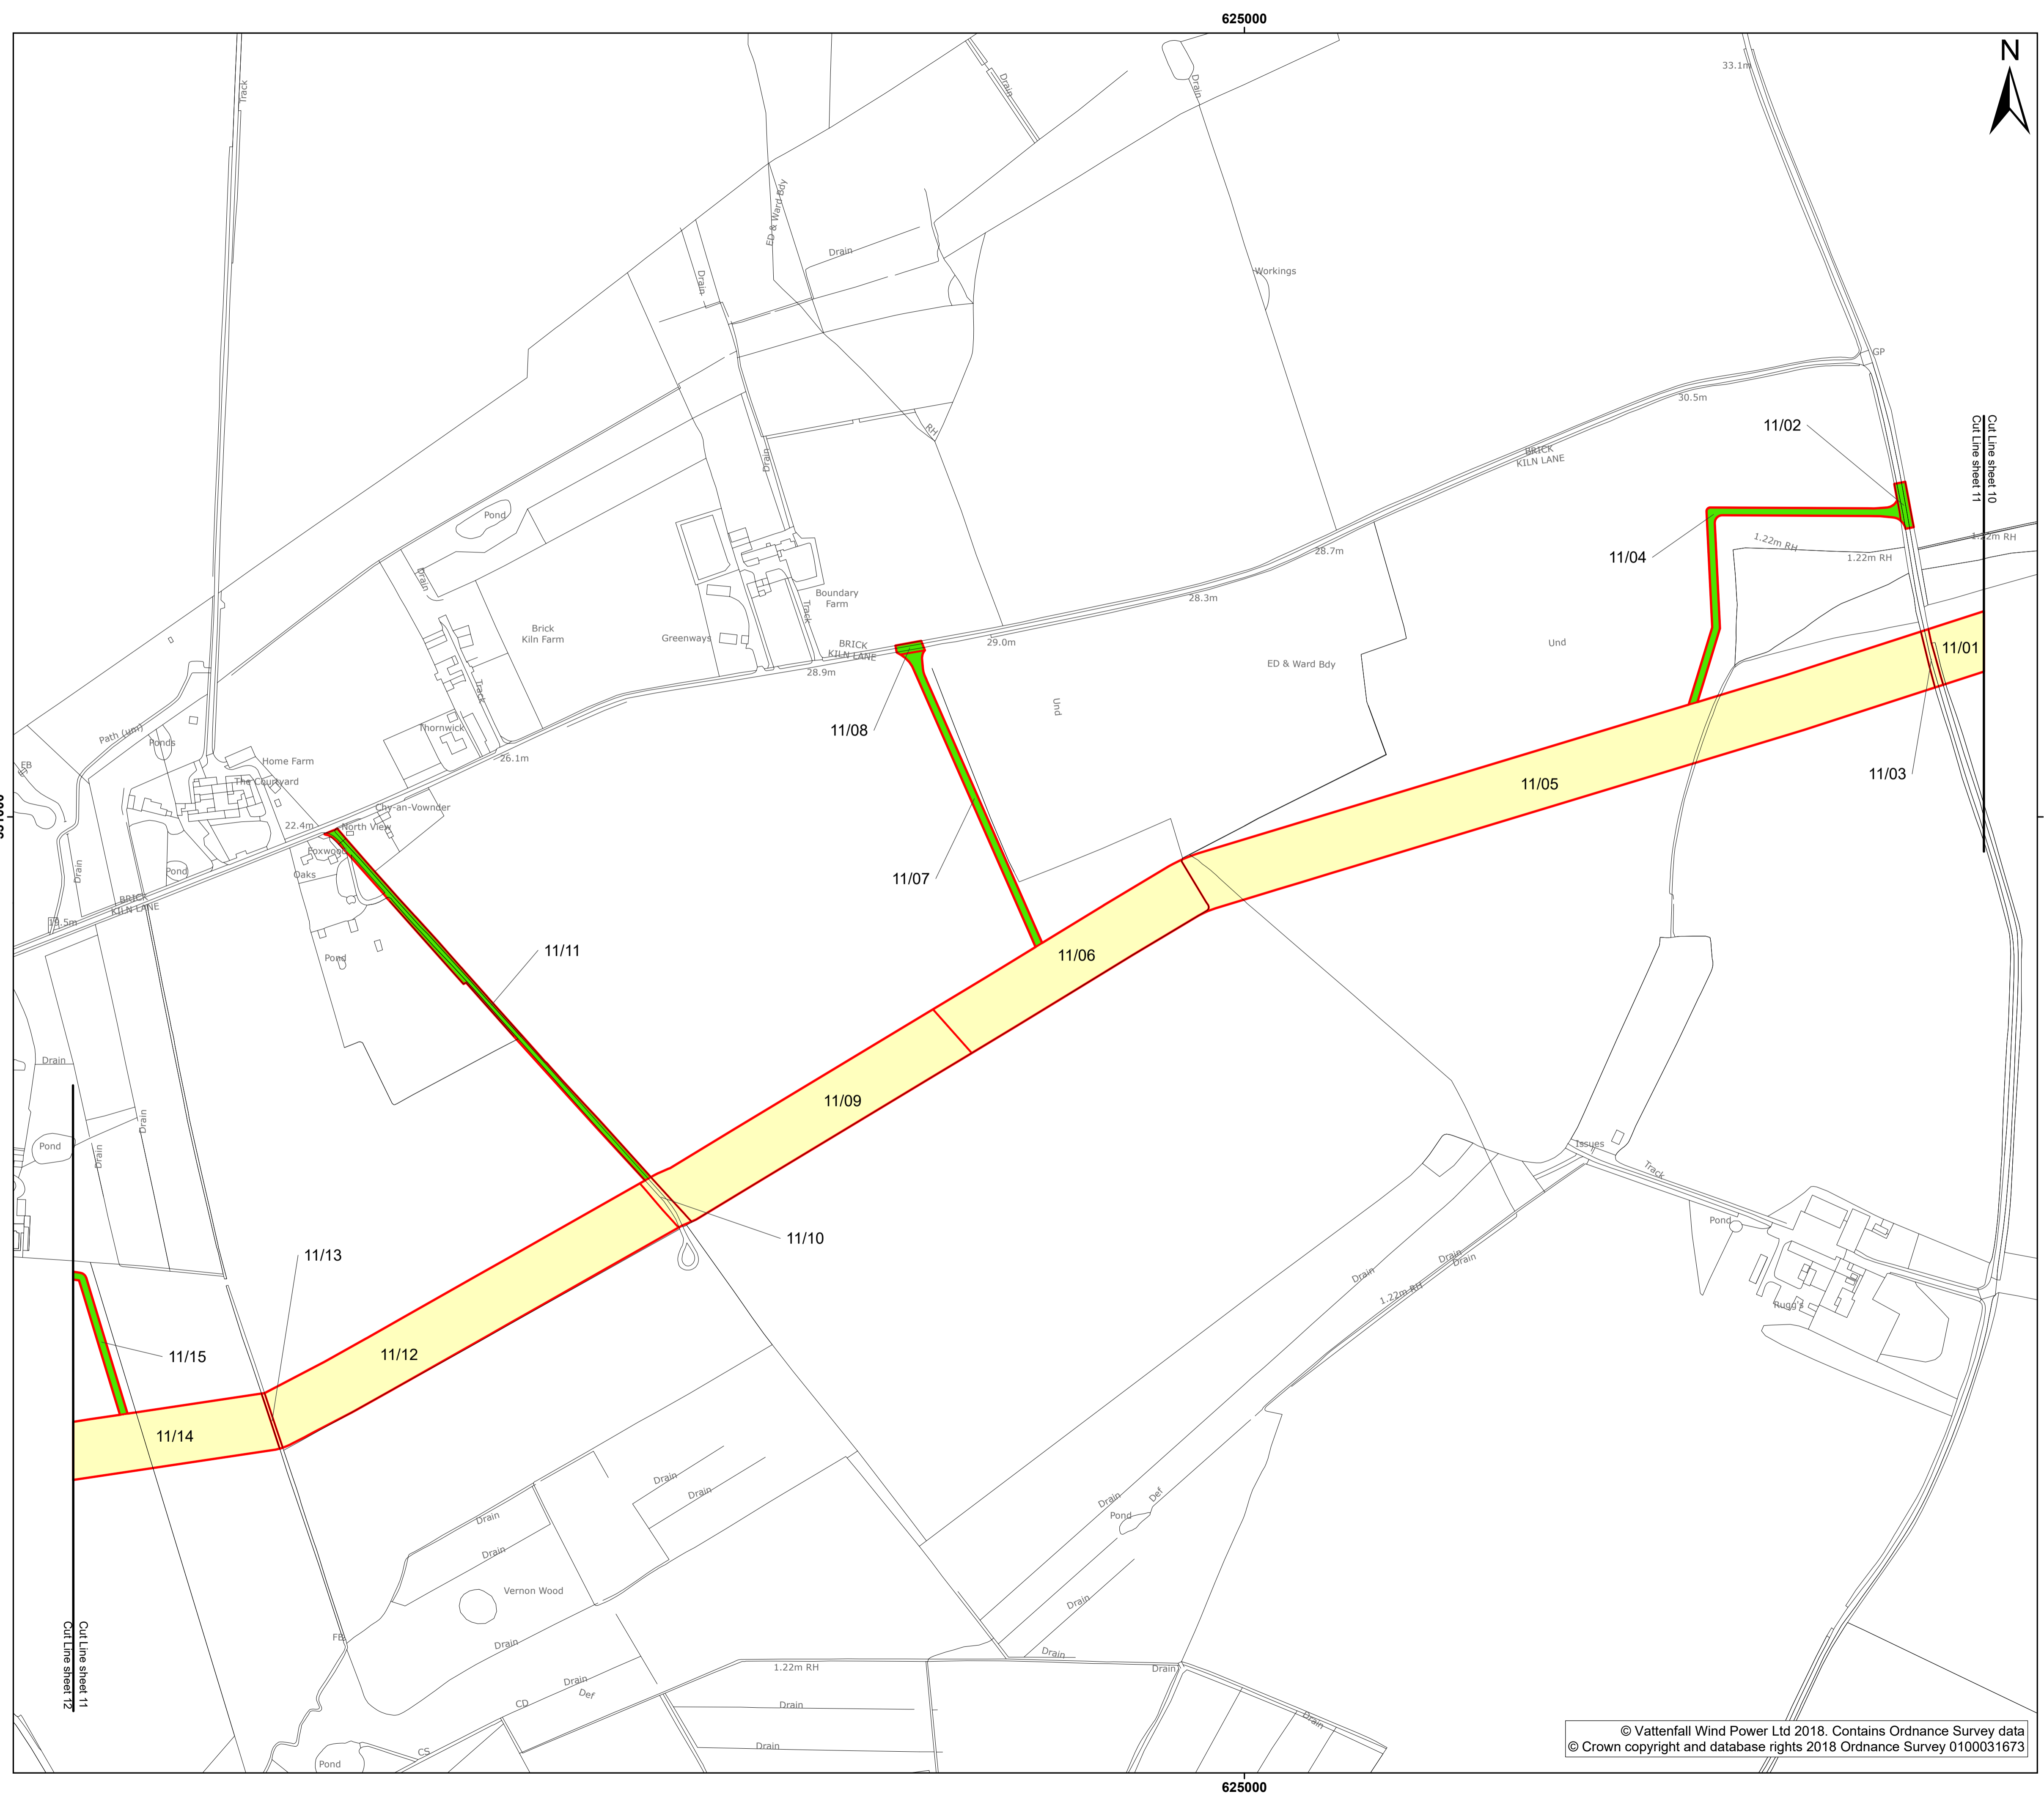 625000
N
33.1m
Track
Drain
Drain
ED & Ward Bdy
Drain
Drain
Workings
GP
30.5m
11/02
Cut Line sheet 10
Cut Line sheet 11
RH
BRICK
KILN LANE
Drain
Pond
1.22m RH
1.22m RH
1.22m RH
28.7m
11/04
Drain
Boundary
Farm
Track
28.3m
Brick
Kiln Farm
Greenways
BRICK
KILN LANE
28.9m
29.0m
Und
ED & Ward Bdy
11/01
Track
Und
11/08
Thornwick
Path (um)
Ponds
26.1m
Home Farm
The Courtyard
FB
11/05
11/03
Chy-an-Vownder
22.4m
North View
Foxwood
Oaks
Drain
Pond
11/07
BRICK
KILN LANE
11/11
11/06
Pond
Drain
11/09
Drain
Pond
Drain
Issues
Track
11/10
Pond
11/13
Drain
Drain
Drain
1.22m RH
Rugg's
11/15
11/12
11/14
Drain
Drain
Drain
Drain
Drain
Def
Pond
Vernon Wood
Drain
FB
Drain
Drain
Drain
1.22m RH
Drain
Cut Line sheet 11
Cut Line sheet 12
Def
CD
Drain
Drain
Drain
CS
Pond
© Vattenfall Wind Power Ltd 2018. Contains Ordnance Survey data
© Crown copyright and database rights 2018 Ordnance Survey 0100031673
625000